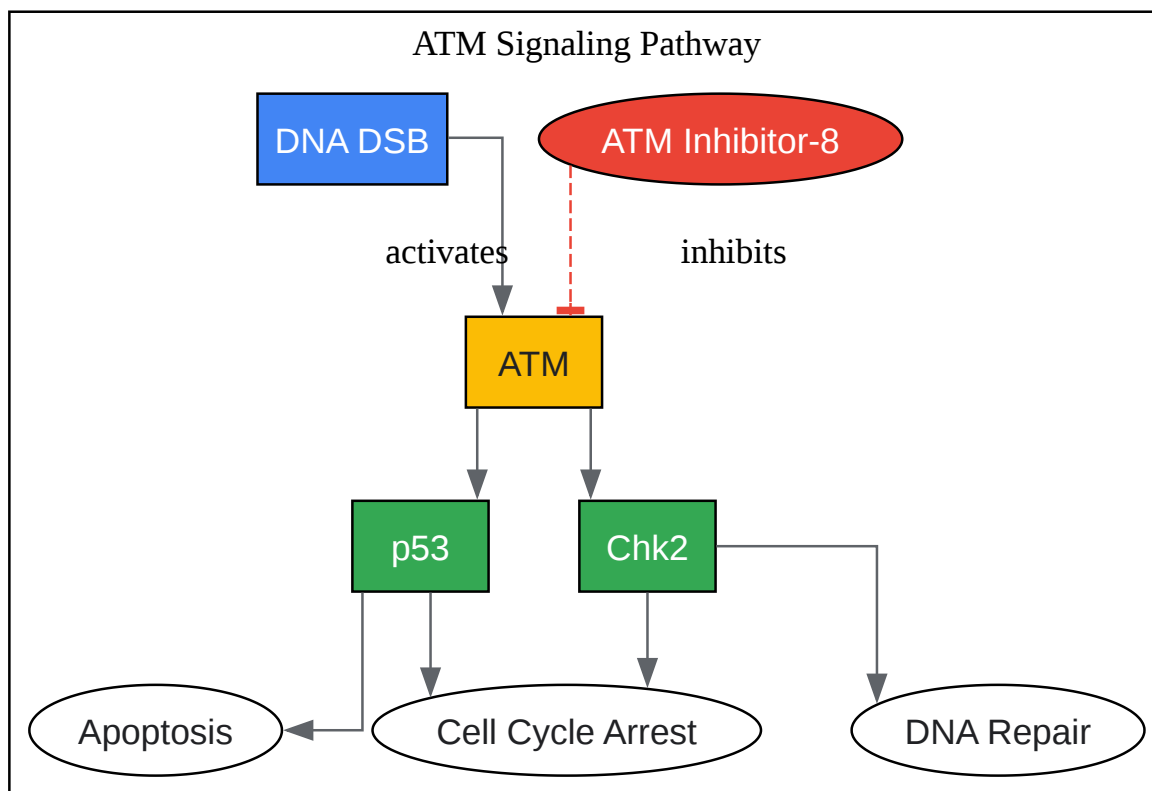 ATM Signaling Pathway
DNA DSB
ATM Inhibitor-8
activates
inhibits
ATM
p53
Chk2
Apoptosis
Cell Cycle Arrest
DNA Repair